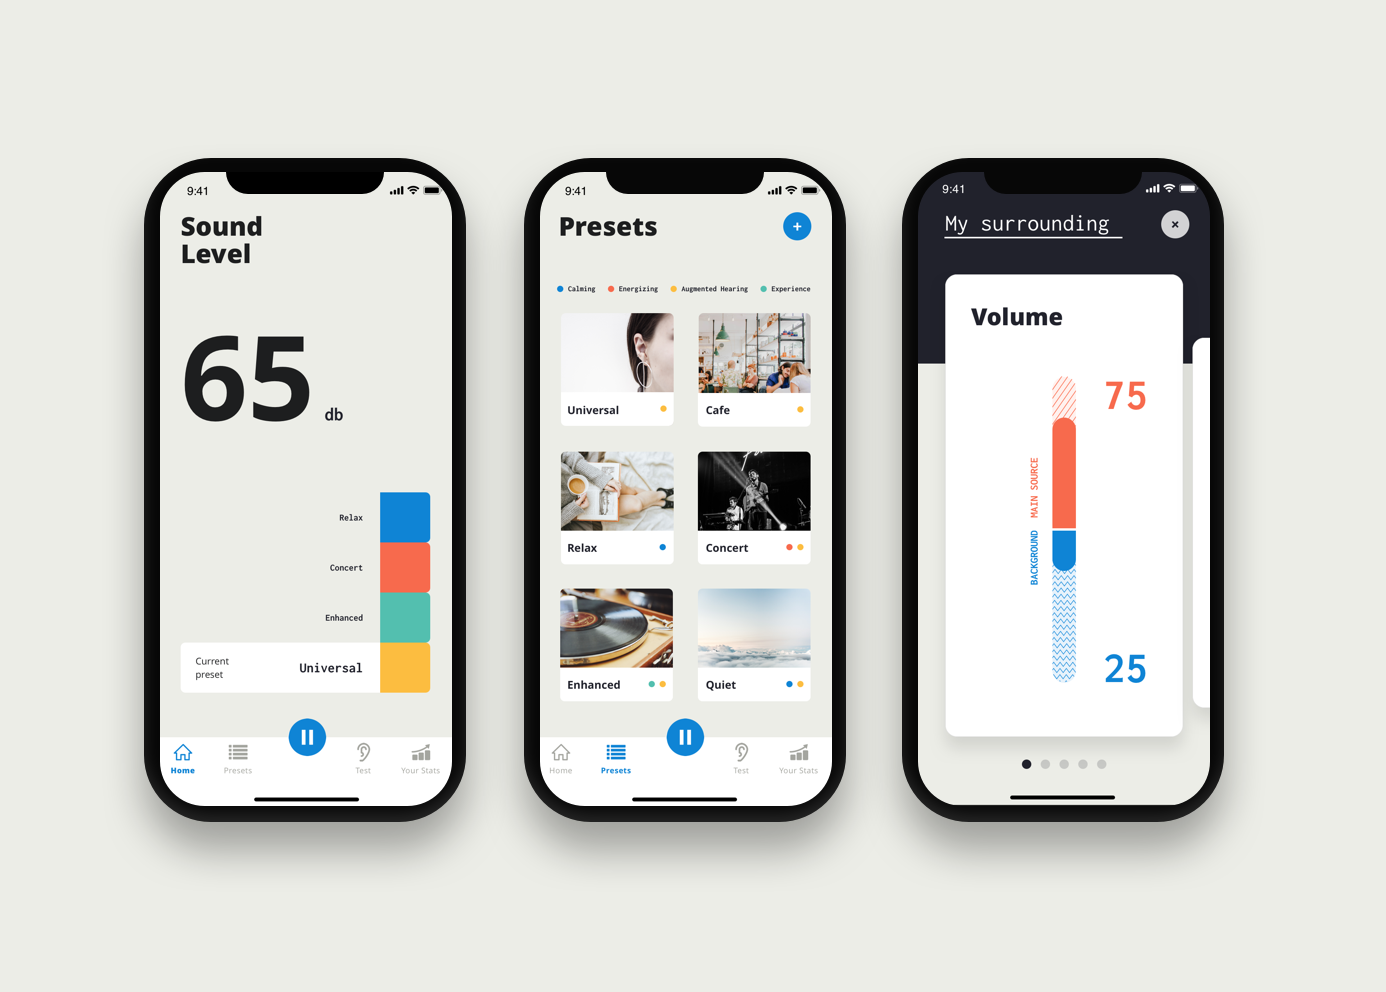 9:41
Sound
Level
65 db
Relax
Concert
Enhanced
Current
preset
Universal
Home
Presets
Test
Your Stats
9:41
Presets
+
Calming Energizing Augmented Hearing Experience
Universal
Cafe
Relax
Concert
Enhanced
Quiet
Home
Presets
Test
Your Stats
9:41
My surrounding
×
Volume
75
MAIN SOURCE
BACKGROUND
25